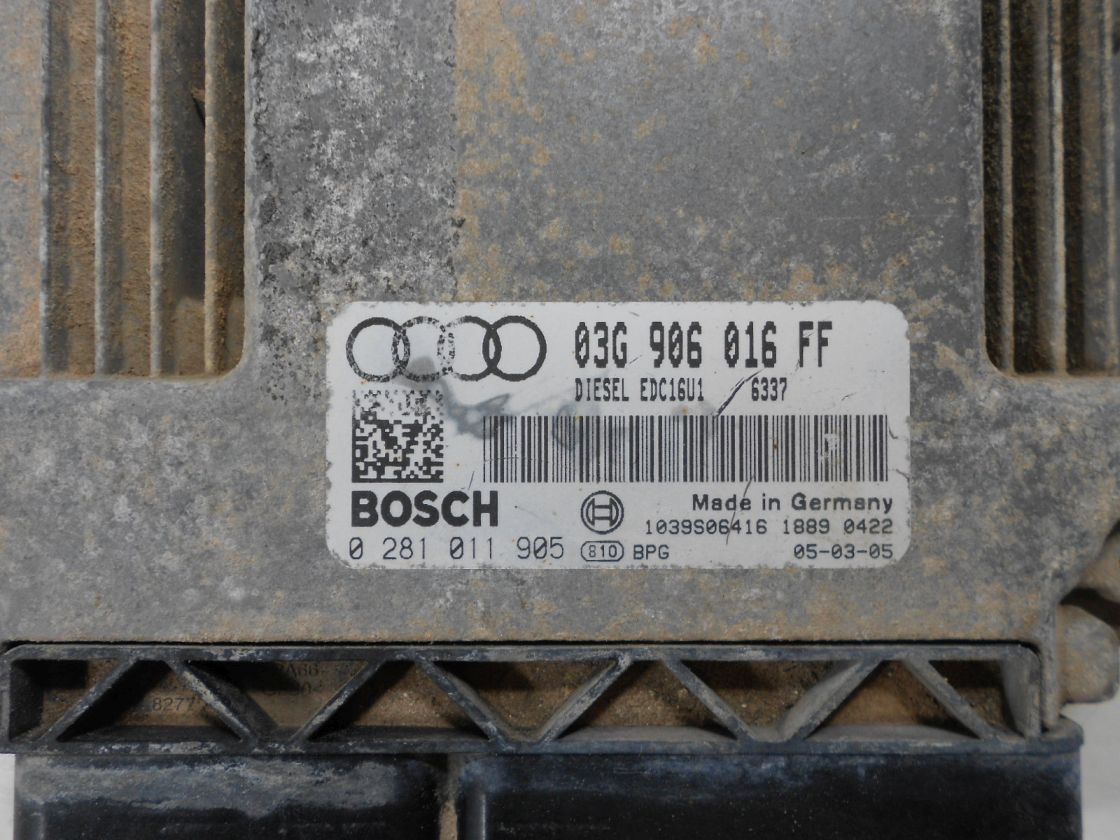 03G 906 016 FF
DIESEL EDC16U1 6337
BOSCH
Made in Germany
1039S06416 1889 0422
0 281 011 905 810 BPG 05-03-05
8277